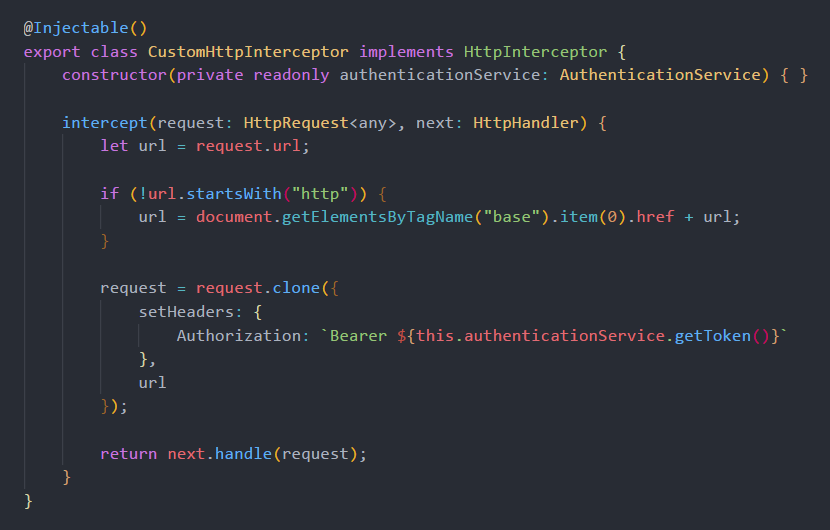 @Injectable()
export class CustomHttpInterceptor implements HttpInterceptor {
    constructor(private readonly authenticationService: AuthenticationService) { }

    intercept(request: HttpRequest<any>, next: HttpHandler) {
        let url = request.url;

        if (!url.startsWith("http")) {
            url = document.getElementsByTagName("base").item(0).href + url;
        }

        request = request.clone({
            setHeaders: {
                Authorization: `Bearer ${this.authenticationService.getToken()}`
            },
            url
        });

        return next.handle(request);
    }
}